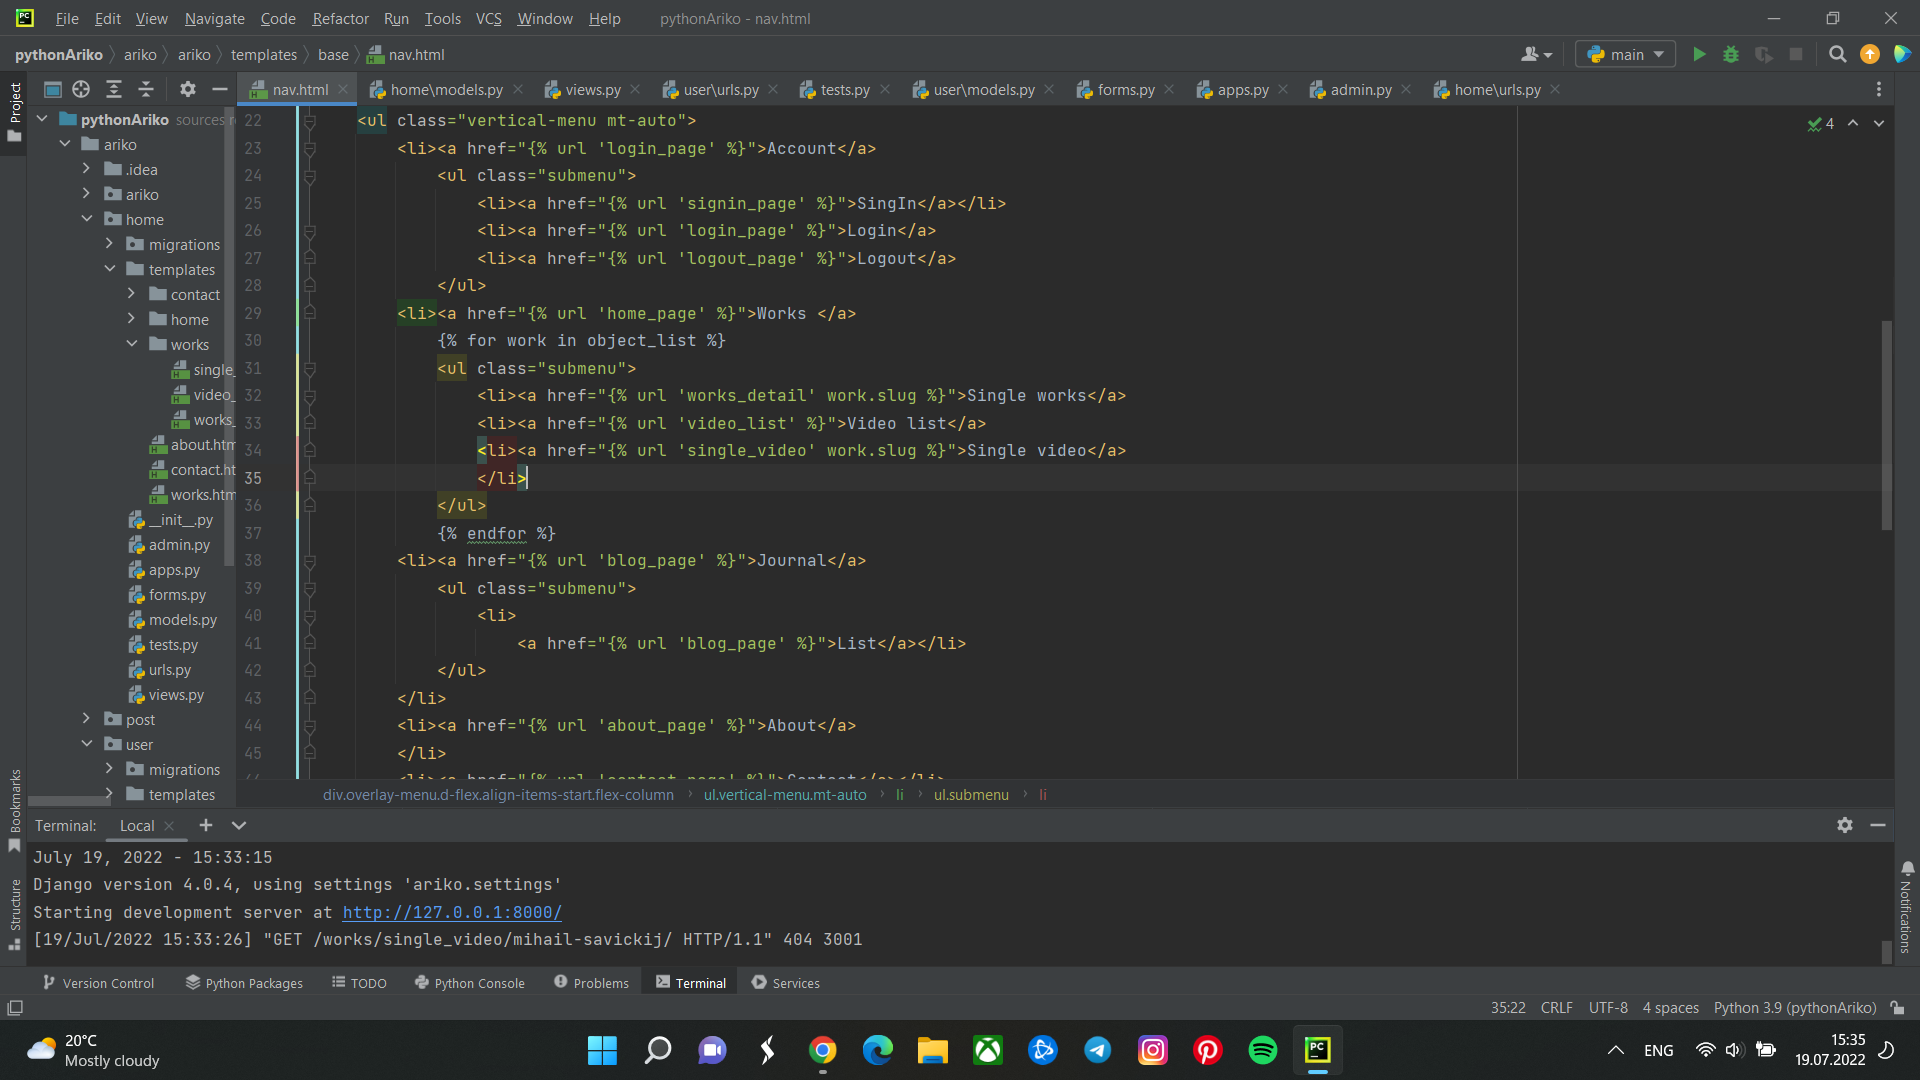 PC File Edit View Navigate Code Refactor Run Tools VCS Window Help pythonAriko - nav.html
pythonAriko ariko ariko templates base nav.html main
Project
nav.html home\models.py views.py user\urls.py tests.py user\models.py forms.py apps.py admin.py home\urls.py
pythonAriko sources r
ariko
.idea
ariko
home
migrations
templates
contact
home
works
single_
video_
works_
about.htm
contact.ht
works.htm
__init__.py
admin.py
apps.py
forms.py
models.py
tests.py
urls.py
views.py
post
user
migrations
templates
4
22 <ul class="vertical-menu mt-auto">
23 <li><a href="{% url 'login_page' %}">Account</a>
24 <ul class="submenu">
25 <li><a href="{% url 'signin_page' %}">SingIn</a></li>
26 <li><a href="{% url 'login_page' %}">Login</a>
27 <li><a href="{% url 'logout_page' %}">Logout</a>
28 </ul>
29 <li><a href="{% url 'home_page' %}">Works </a>
30 {% for work in object_list %}
31 <ul class="submenu">
32 <li><a href="{% url 'works_detail' work.slug %}">Single works</a>
33 <li><a href="{% url 'video_list' %}">Video list</a>
34 <li><a href="{% url 'single_video' work.slug %}">Single video</a>
35 </li>
36 </ul>
37 {% endfor %}
38 <li><a href="{% url 'blog_page' %}">Journal</a>
39 <ul class="submenu">
40 <li>
41 <a href="{% url 'blog_page' %}">List</a></li>
42 </ul>
43 </li>
44 <li><a href="{% url 'about_page' %}">About</a>
45 </li>
<li><a href="{% url 'contact_page' %}">Contact</a></li>
div.overlay-menu.d-flex.align-items-start.flex-column ul.vertical-menu.mt-auto li ul.submenu li
Bookmarks
Structure
Notifications
Terminal: Local
July 19, 2022 - 15:33:15
Django version 4.0.4, using settings 'ariko.settings'
Starting development server at http://127.0.0.1:8000/
[19/Jul/2022 15:33:26] "GET /works/single_video/mihail-savickij/ HTTP/1.1" 404 3001
Version Control Python Packages TODO Python Console Problems Terminal Services
35:22 CRLF UTF-8 4 spaces Python 3.9 (pythonAriko)
20°C
Mostly cloudy
PC
ENG
15:35
19.07.2022